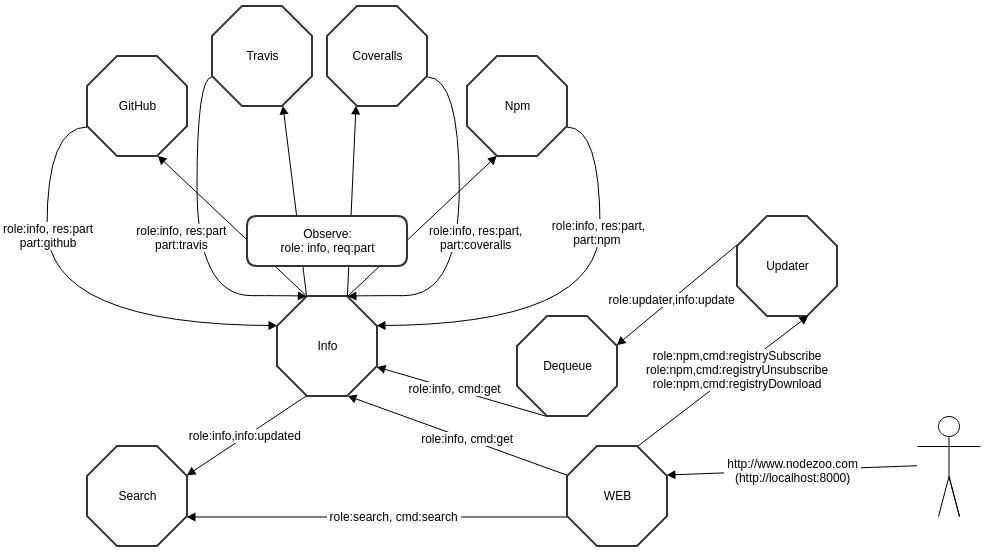 Travis
Coveralls
GitHub
Npm
Observe:
role: info, req:part
role:info, res:part
part:github
role:info, res:part
part:travis
role:info, res:part,
part:coveralls
role:info, res:part,
part:npm
Updater
role:updater,info:update
Info
Dequeue
role:npm,cmd:registrySubscribe
role:npm,cmd:registryUnsubscribe
role:npm,cmd:registryDownload
role:info, cmd:get
role:info,info:updated
role:info, cmd:get
http://www.nodezoo.com
(http://localhost:8000)
Search
WEB
role:search, cmd:search